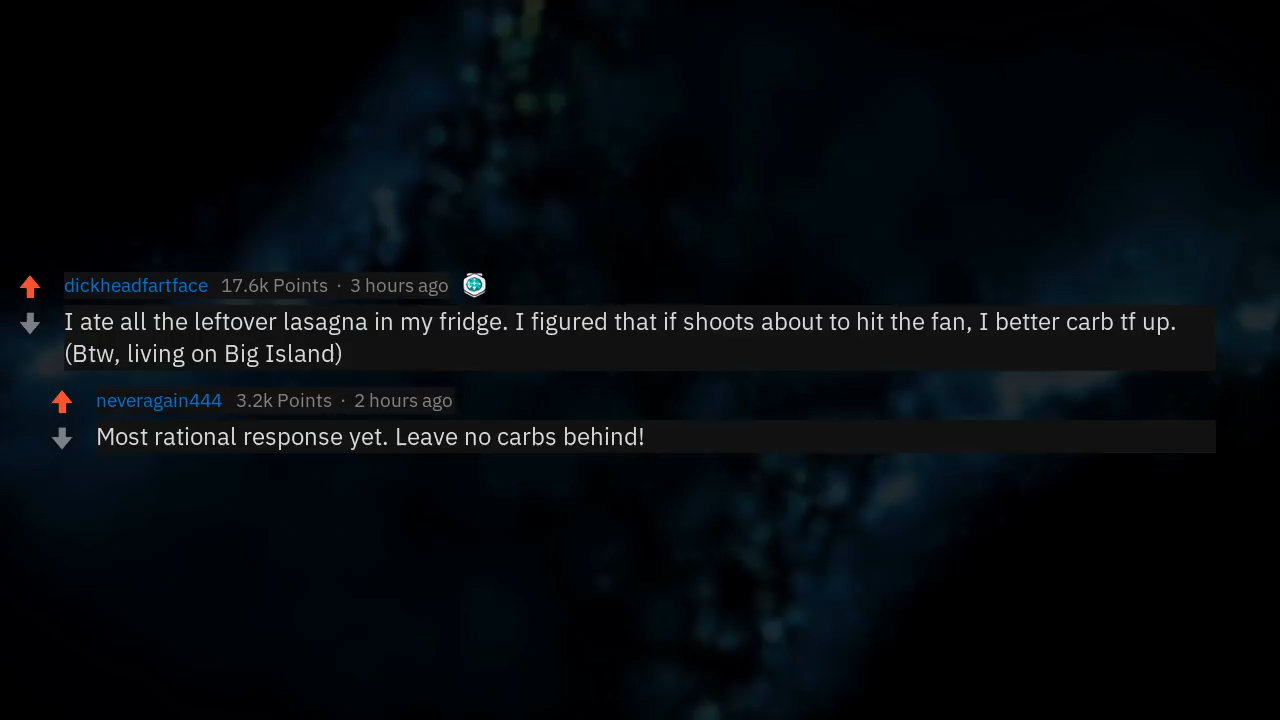 dickheadfartface 17.6k Points · 3 hours ago
I ate all the leftover lasagna in my fridge. I figured that if shoots about to hit the fan, I better carb tf up.
(Btw, living on Big Island)
neveragain444 3.2k Points · 2 hours ago
Most rational response yet. Leave no carbs behind!